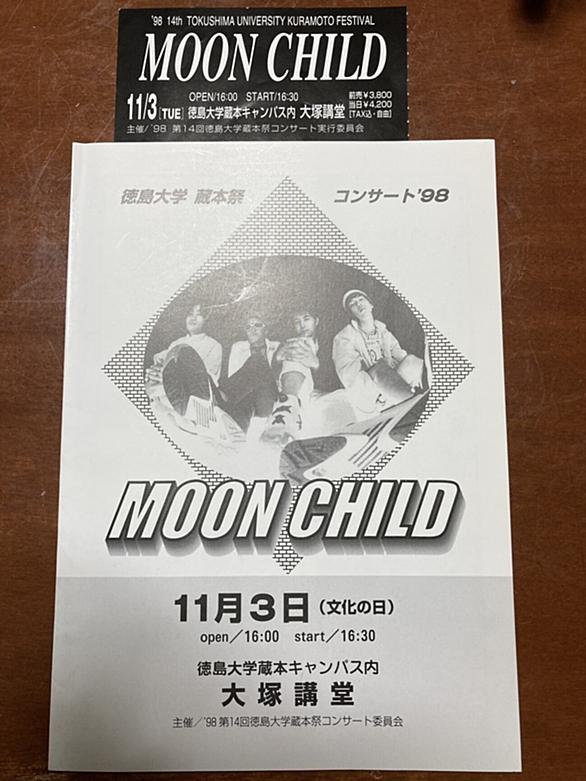 '98 14th TOKUSHIMA UNIVERSITY KURAMOTO FESTIVAL
MOON CHILD
OPEN/16:00 START/16:30
11/3[TUE] 徳島大学蔵本キャンパス内 大塚講堂
前売¥3,800
当日¥4,200
[TAX込・自由]
主催/'98 第14回徳島大学蔵本祭コンサート実行委員会
徳島大学 蔵本祭 コンサート'98
MOON CHILD
11月3日(文化の日)
open/16:00 start/16:30
徳島大学蔵本キャンパス内
大塚講堂
主催/'98第14回徳島大学蔵本祭コンサート委員会